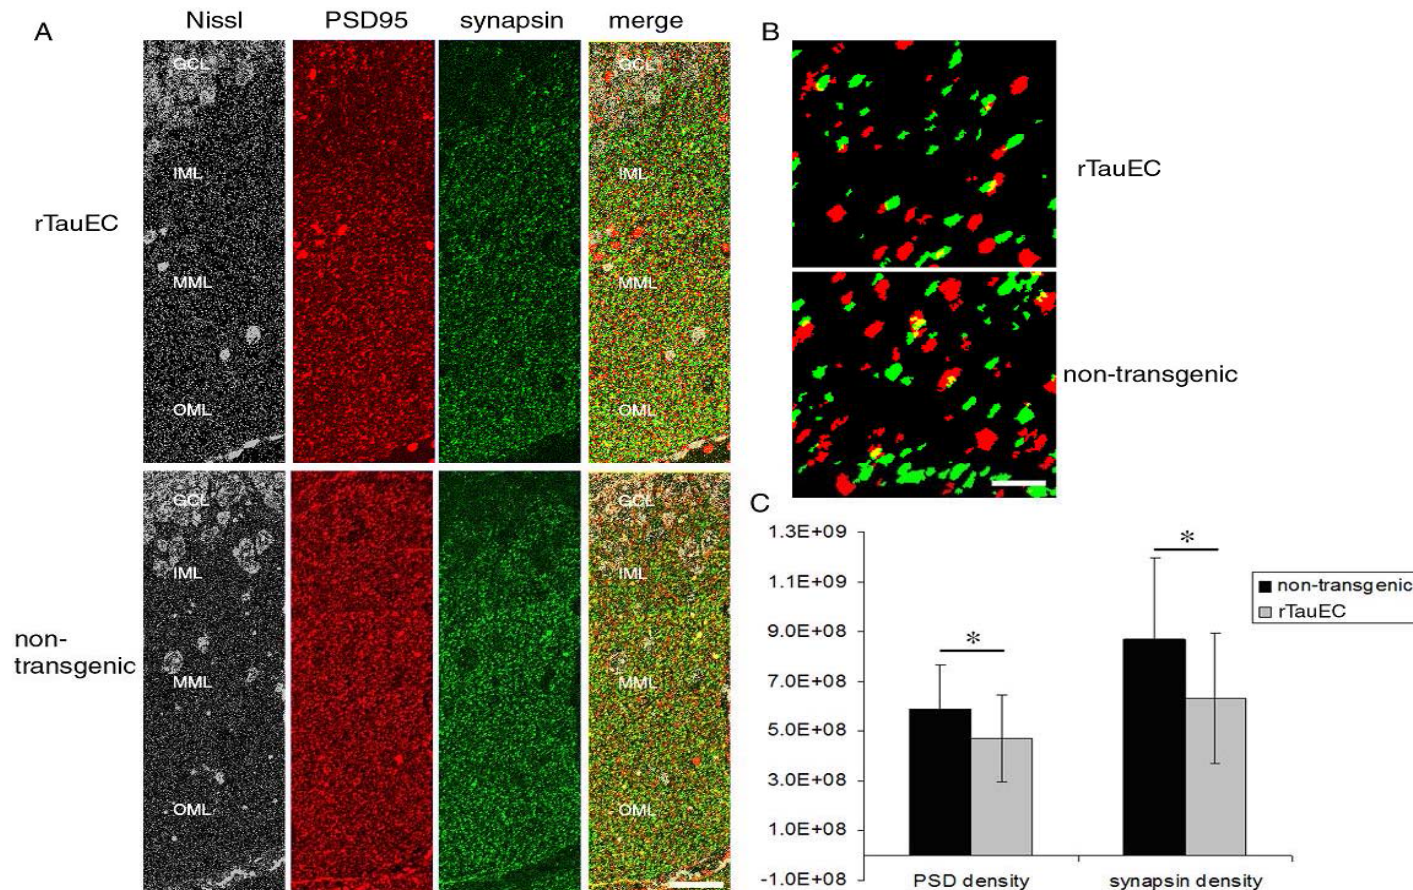 A
Nissl
PSD95
synapsin
merge
GCL
IML
MML
OML
GCL
IML
MML
OML
rTauEC
GCL
IML
MML
OML
GCL
IML
MML
OML
non-
transgenic
B
rTauEC
non-transgenic
C
1.3E+09
1.1E+09
9.0E+08
7.0E+08
5.0E+08
3.0E+08
1.0E+08
-1.0E+08
*
*
PSD density
synapsin density
non-transgenic
rTauEC